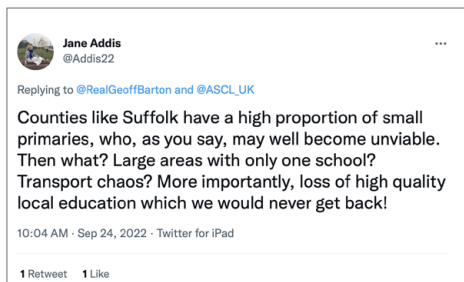 Jane Addis
@Addis22
Replying to @RealGeoffBarton and @ASCL_UK
Counties like Suffolk have a high proportion of small
primaries, who, as you say, may well become unviable.
Then what? Large areas with only one school?
Transport chaos? More importantly, loss of high quality
local education which we would never get back!
10:04 AM · Sep 24, 2022 · Twitter for iPad
1 Retweet 1 Like